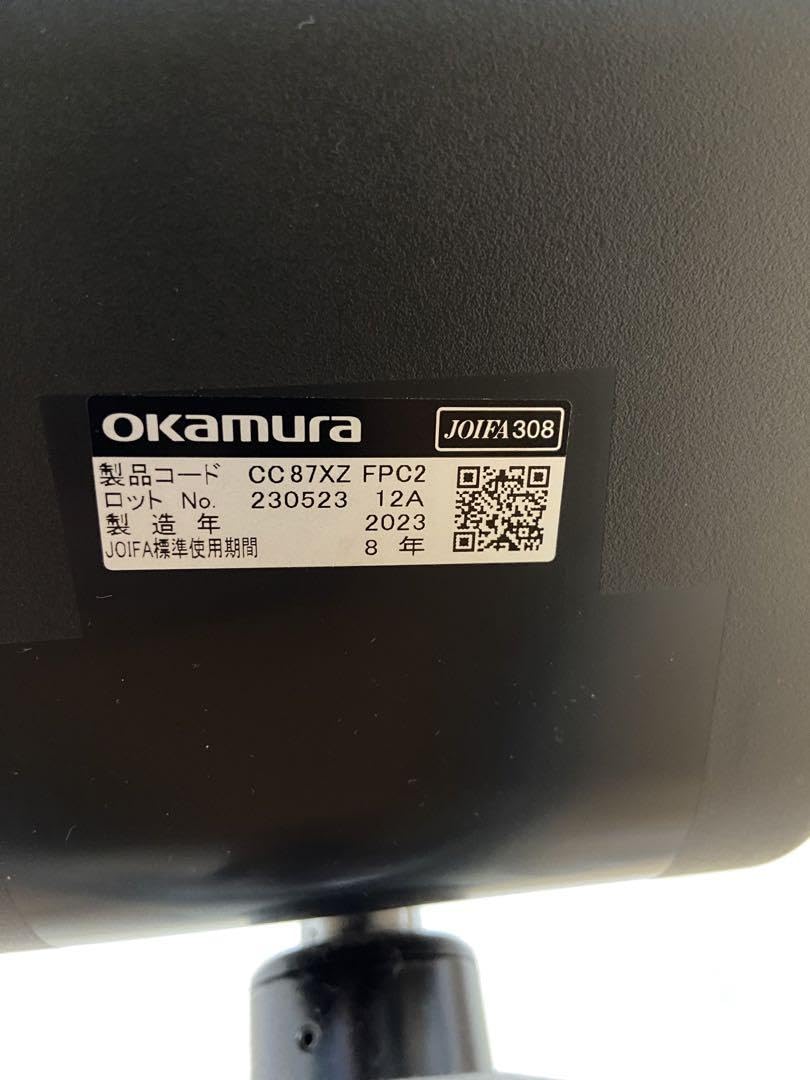 okamura JOIFA308
製品コード CC87XZ FPC2
ロット No. 230523 12A
製造年 2023
JOIFA標準使用期間 8 年